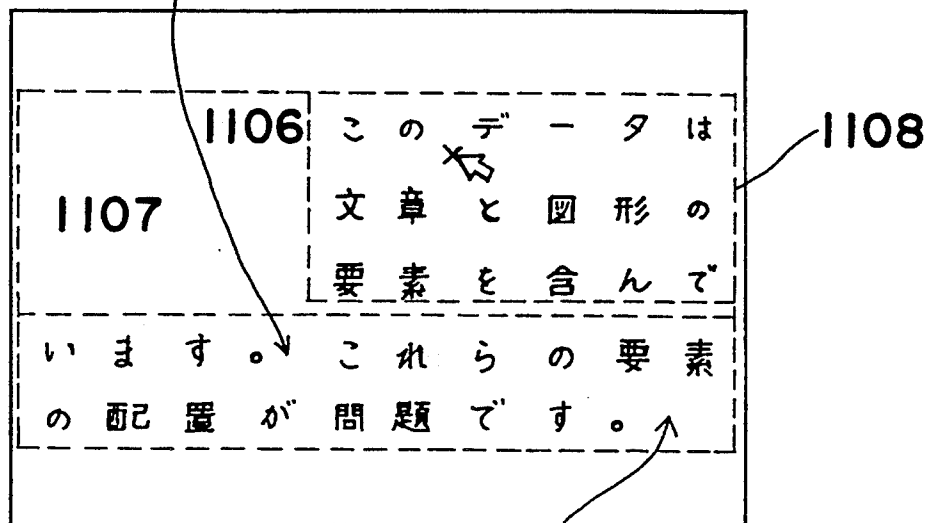 1106
このデータは
1108
1107
文章と図形の
要素を含んで
います。これらの要素
の配置が問題です。